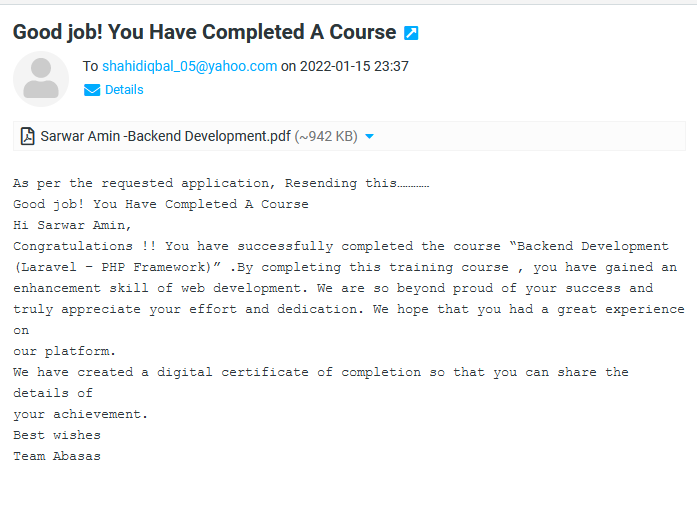 Good job! You Have Completed A Course
To shahidiqbal_05@yahoo.com on 2022-01-15 23:37
Details
Sarwar Amin -Backend Development.pdf (~942 KB)
As per the requested application, Resending this…………
Good job! You Have Completed A Course
Hi Sarwar Amin,
Congratulations !! You have successfully completed the course “Backend Development
(Laravel – PHP Framework)” .By completing this training course , you have gained an
enhancement skill of web development. We are so beyond proud of your success and
truly appreciate your effort and dedication. We hope that you had a great experience
on
our platform.
We have created a digital certificate of completion so that you can share the
details of
your achievement.
Best wishes
Team Abasas